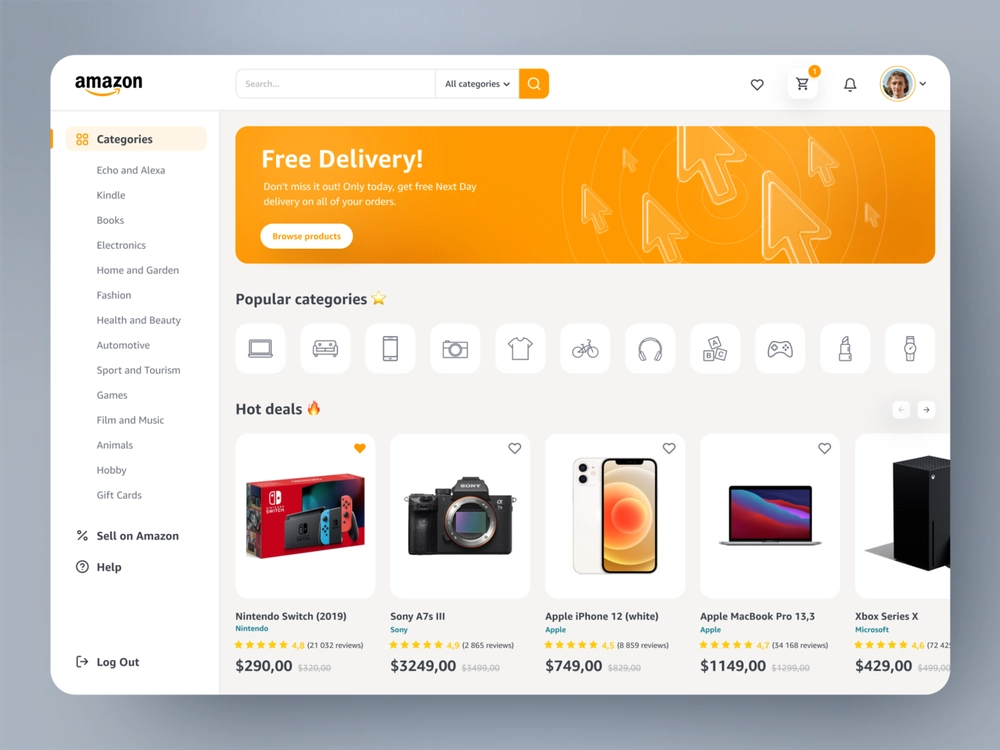 amazon
Search...
All categories
1
Categories
Echo and Alexa
Kindle
Books
Electronics
Home and Garden
Fashion
Health and Beauty
Automotive
Sport and Tourism
Games
Film and Music
Animals
Hobby
Gift Cards
Sell on Amazon
Help
Log Out
Free Delivery!
Don't miss it out! Only today, get free Next Day
delivery on all of your orders.
Browse products
Popular categories ⭐
A
B C
Hot deals 🔥
NINTENDO
SWITCH
SONY
Nintendo Switch (2019)
Nintendo
4,8 (21 032 reviews)
$290,00 $320,00
Sony A7s III
Sony
4,9 (2 865 reviews)
$3249,00 $3499,00
Apple iPhone 12 (white)
Apple
4,5 (8 859 reviews)
$749,00 $829,00
Apple MacBook Pro 13,3
Apple
4,7 (34 168 reviews)
$1149,00 $1299,00
Xbox Series X
Microsoft
4,6 (72 42
$429,00 $499,0